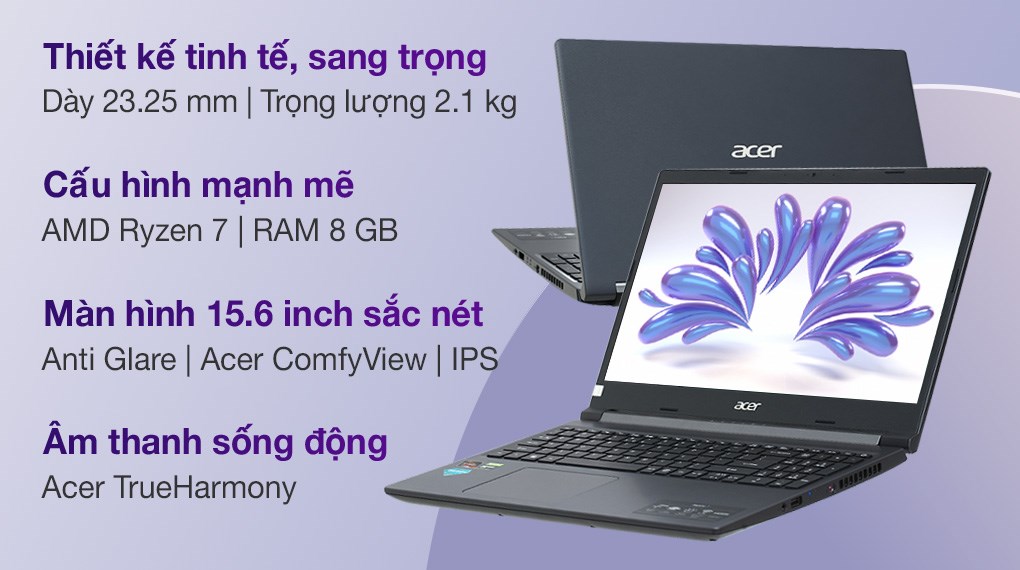 Thiết kế tinh tế, sang trọng
Dày 23.25 mm | Trọng lượng 2.1 kg
Cấu hình mạnh mẽ
AMD Ryzen 7 | RAM 8 GB
Màn hình 15.6 inch sắc nét
Anti Glare | Acer ComfyView | IPS
Âm thanh sống động
Acer TrueHarmony
acer
acer